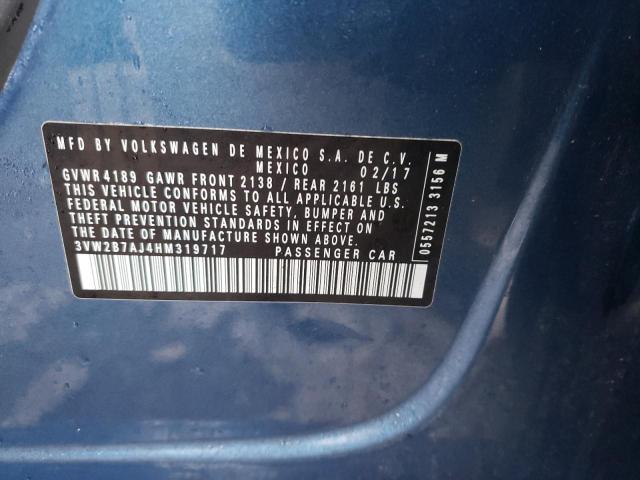 MFD BY VOLKSWAGEN DE MEXICO S.A. DE C.V.
MEXICO 02/17
GVWR 4189 GAWR FRONT 2138 / REAR 2161 LBS
THIS VEHICLE CONFORMS TO ALL APPLICABLE U.S.
FEDERAL MOTOR VEHICLE SAFETY, BUMPER AND
THEFT PREVENTION STANDARDS IN EFFECT ON
THE DATE OF MANUFACTURE SHOWN ABOVE.
3VW2B7AJ4HM319717 PASSENGER CAR
0557213 3156 M